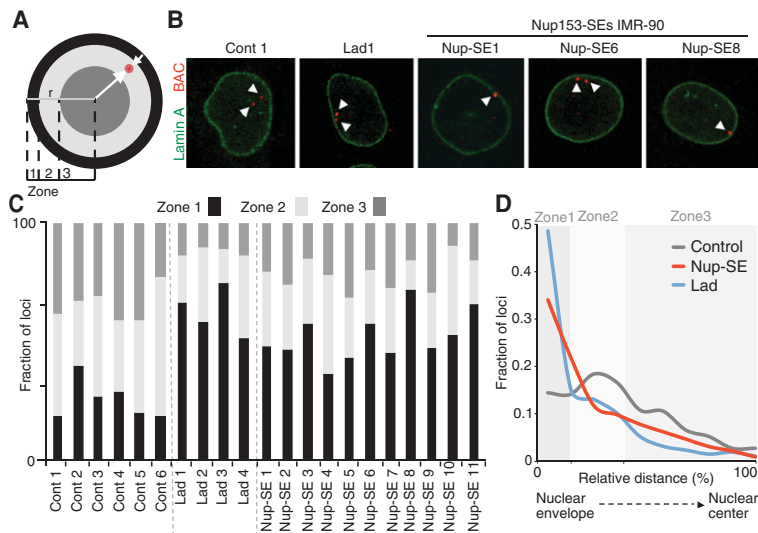 A
r
1 2 3
Zone
B
Nup153-SEs IMR-90
Cont 1
Lad1
Nup-SE1
Nup-SE6
Nup-SE8
Lamin A BAC
C
Zone 1
Zone 2
Zone 3
100
0
Fraction of loci
Cont 1
Cont 2
Cont 3
Cont 4
Cont 5
Cont 6
Lad 1
Lad 2
Lad 3
Lad 4
Nup-SE 1
Nup-SE 2
Nup-SE 3
Nup-SE 4
Nup-SE 5
Nup-SE 6
Nup-SE 7
Nup-SE 8
Nup-SE 9
Nup-SE 10
Nup-SE 11
D
Zone1 Zone2 Zone3
0.5
0.4
0.3
0.2
0.1
0
Fraction of loci
Control
Nup-SE
Lad
0 100
Relative distance (%)
Nuclear envelope
Nuclear center